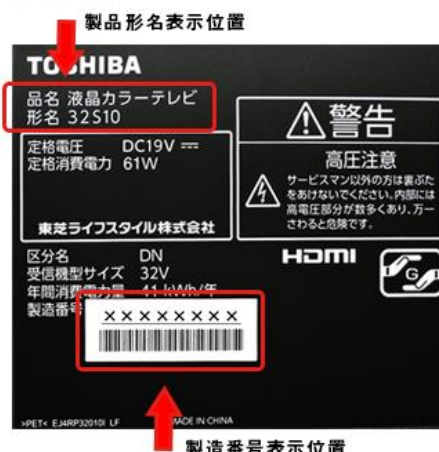 製品形名表示位置
TOSHIBA
品名 液晶カラーテレビ
形名 32S10
警告
定格電圧 DC19V
定格消費電力 61W
高圧注意
サービスマン以外の方は裏ぶた
をあけないでください。内部には
高電圧部分が数多くあり、万一
さわると危険です。
東芝ライフスタイル株式会社
区分名 DN
受信機型サイズ 32V
年間消費電力量 41 kWh/年
製造番号
××××××××
HDMI
G
>PET< EJ4RP32010I LF MADE IN CHINA
製造番号表示位置